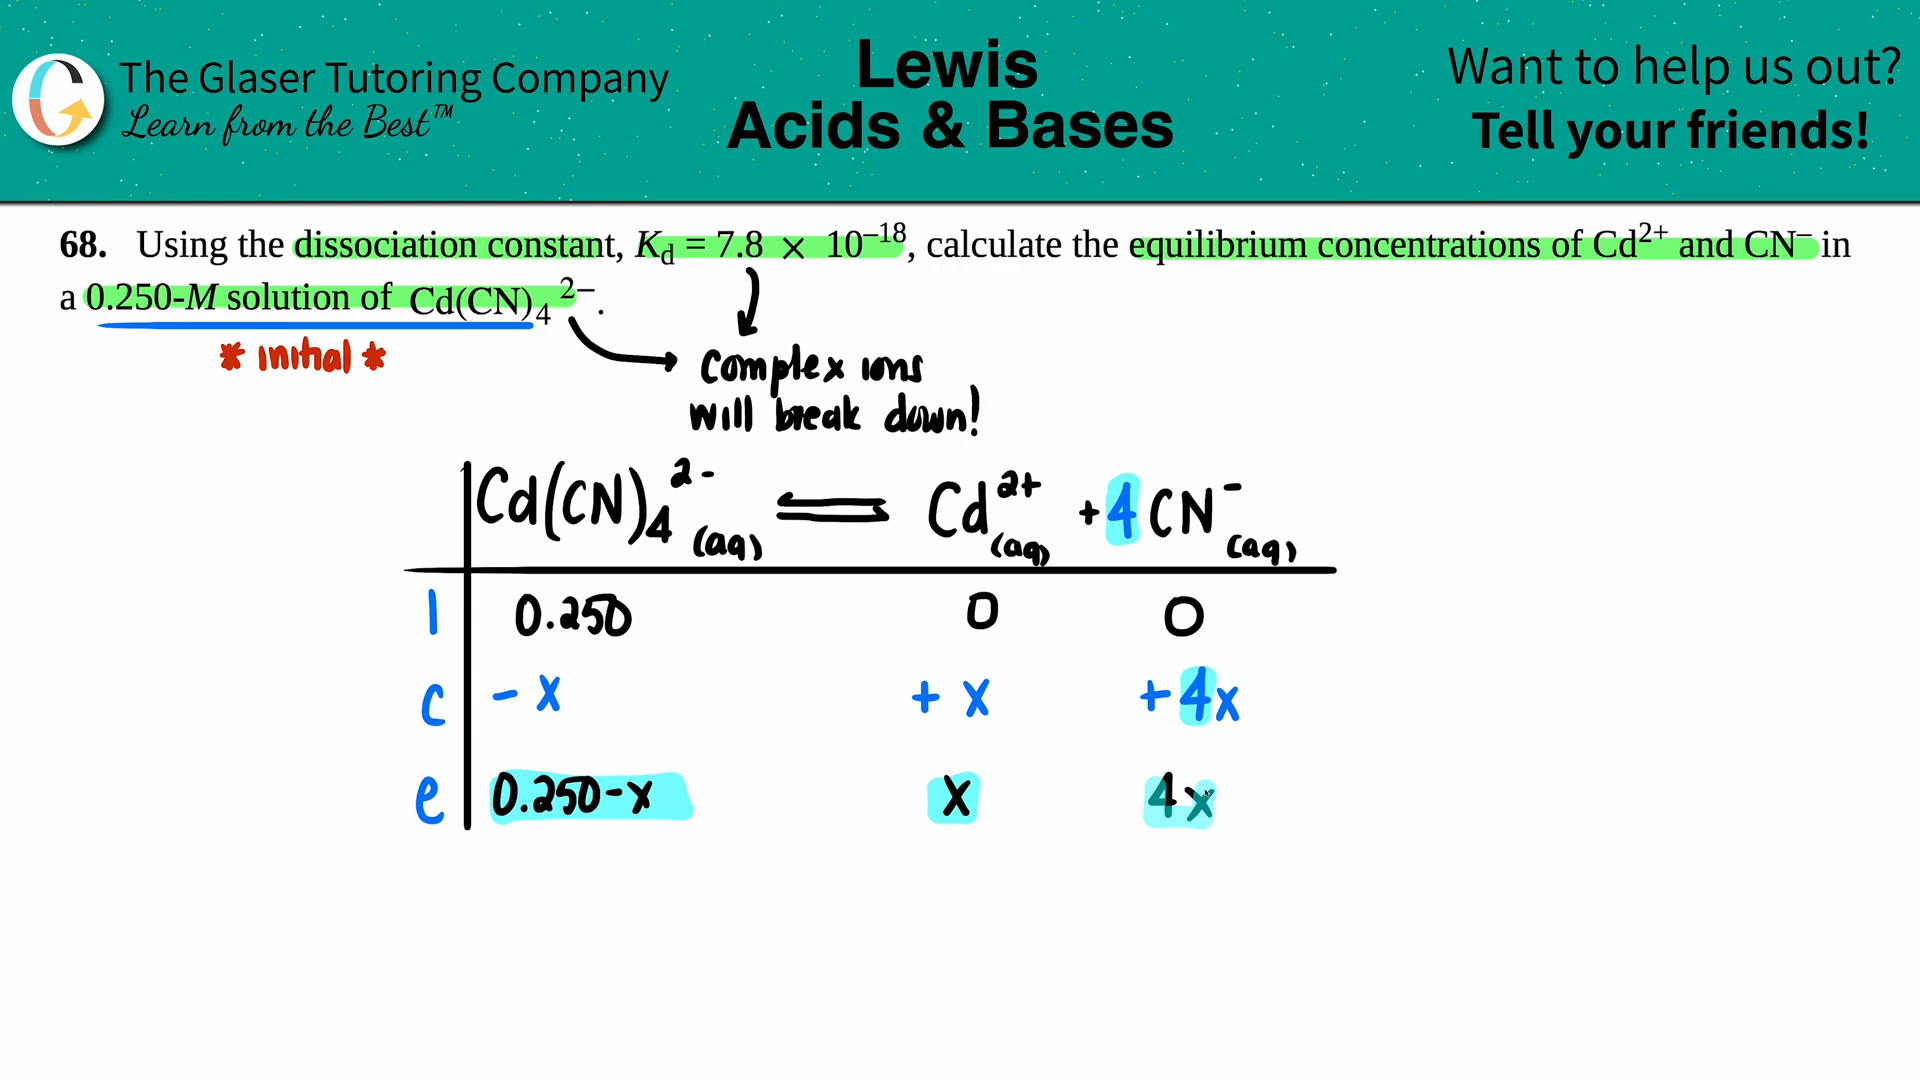 The Glaser Tutoring Company
Learn from the Best™
Lewis
Acids & Bases
Want to help us out?
Tell your friends!
68. Using the dissociation constant, Kd = 7.8 × 10⁻¹⁸, calculate the equilibrium concentrations of Cd²⁺ and CN⁻ in
a 0.250-M solution of Cd(CN)₄²⁻.
* initial *
complex ions
will break down!
Cd(CN)₄²⁻(aq) ⇌ Cd²⁺(aq) + 4CN⁻(aq)
I 0.250 0 0
c - x + x + 4x
e 0.250-x x 4x